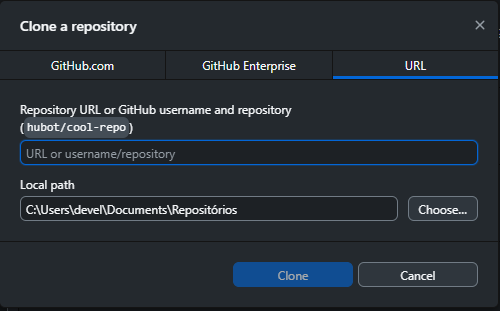 Clone a repository
GitHub.com
GitHub Enterprise
URL
Repository URL or GitHub username and repository
(hubot/cool-repo)
URL or username/repository
Local path
C:\Users\devel\Documents\Repositórios
Choose...
Clone
Cancel